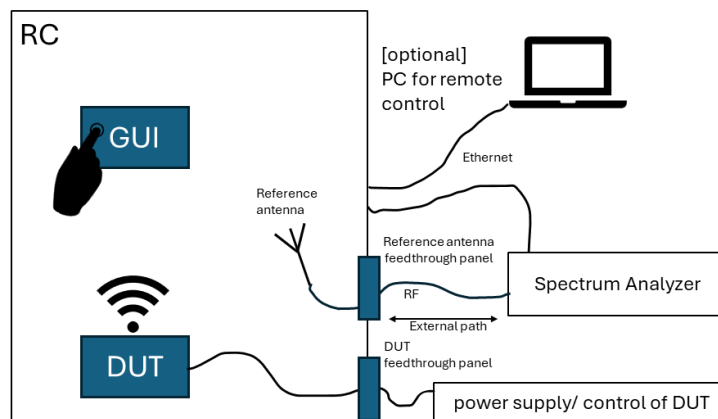 RC
[optional]
PC for remote
control
GUI
Ethernet
Reference
antenna
Reference antenna
feedthrough panel
RF
Spectrum Analyzer
External path
DUT
DUT
feedthrough panel
power supply/ control of DUT